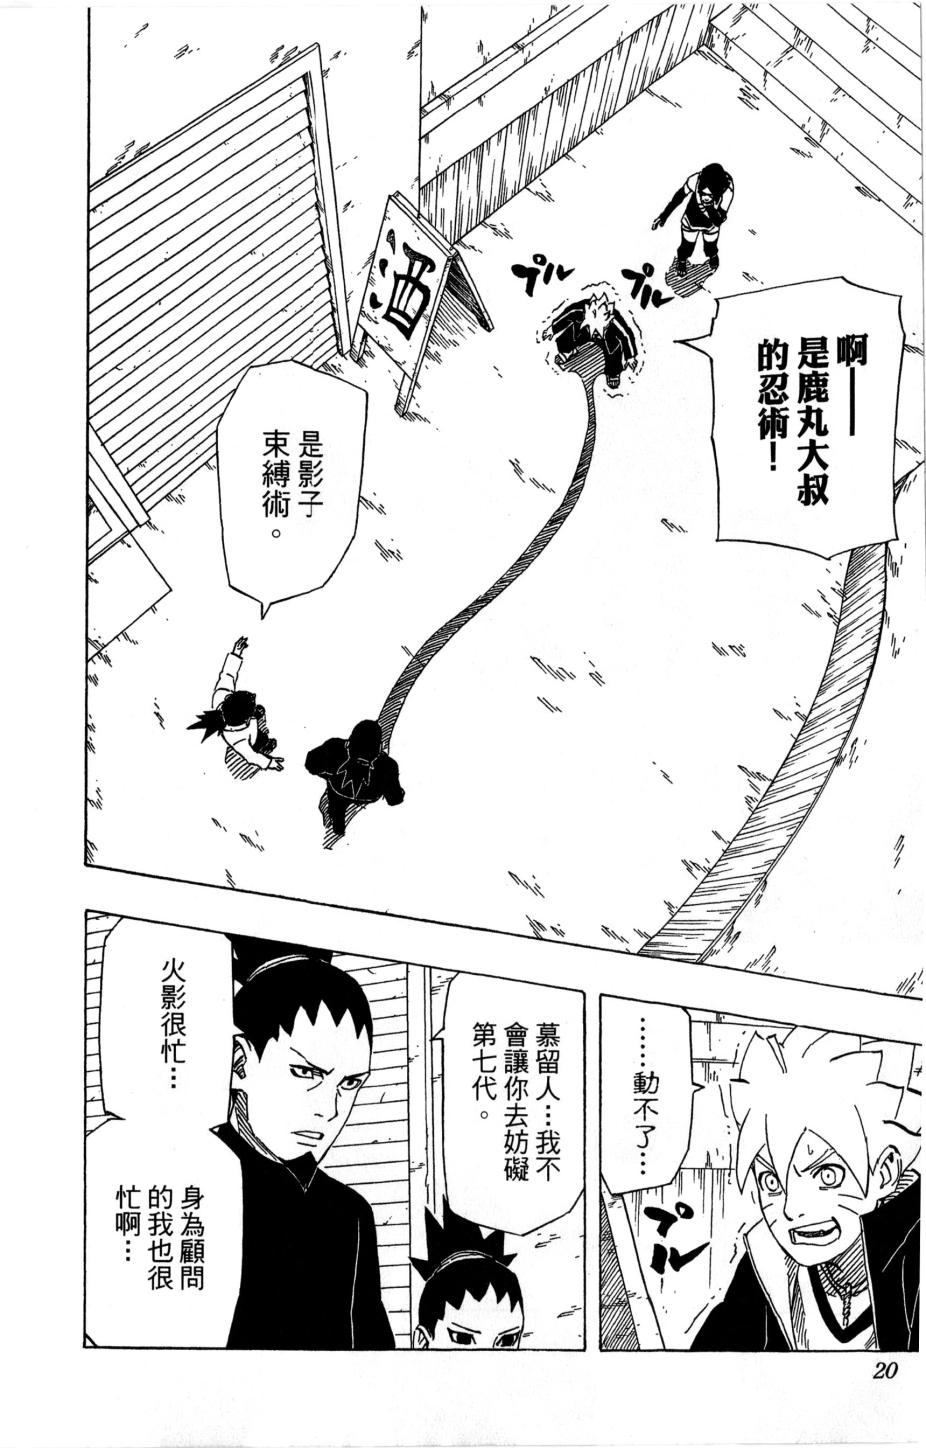 啊——
是鹿丸大叔
的忍術！
プル
プル
酒
是影子
束縛術。
……動不了…
プル
慕留人…我不
會讓你去妨礙
第七代。
火影很忙…
身為顧問
的我也很
忙啊…
20